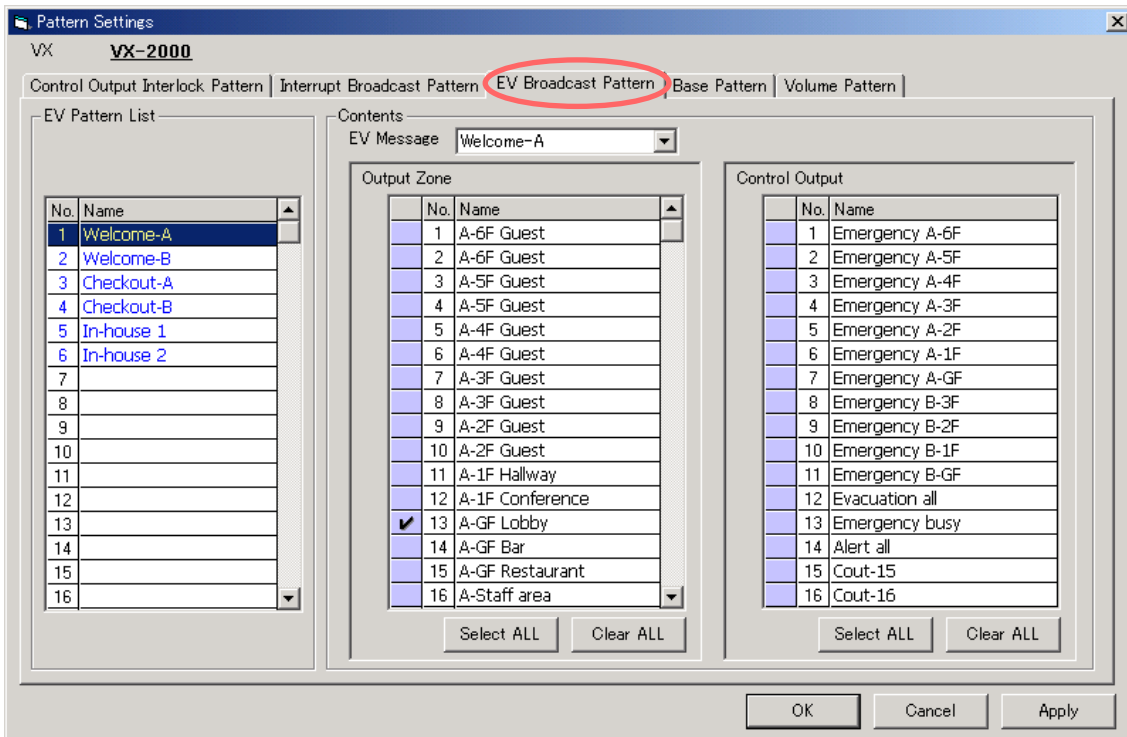 Pattern Settings
VX VX-2000
Control Output Interlock Pattern Interrupt Broadcast Pattern EV Broadcast Pattern Base Pattern Volume Pattern
EV Pattern List
No. Name
1 Welcome-A
2 Welcome-B
3 Checkout-A
4 Checkout-B
5 In-house 1
6 In-house 2
7
8
9
10
11
12
13
14
15
16
Contents
EV Message Welcome-A
Output Zone
No. Name
1 A-6F Guest
2 A-6F Guest
3 A-5F Guest
4 A-5F Guest
5 A-4F Guest
6 A-4F Guest
7 A-3F Guest
8 A-3F Guest
9 A-2F Guest
10 A-2F Guest
11 A-1F Hallway
12 A-1F Conference
13 A-GF Lobby
14 A-GF Bar
15 A-GF Restaurant
16 A-Staff area
Select ALL Clear ALL
Control Output
No. Name
1 Emergency A-6F
2 Emergency A-5F
3 Emergency A-4F
4 Emergency A-3F
5 Emergency A-2F
6 Emergency A-1F
7 Emergency A-GF
8 Emergency B-3F
9 Emergency B-2F
10 Emergency B-1F
11 Emergency B-GF
12 Evacuation all
13 Emergency busy
14 Alert all
15 Cout-15
16 Cout-16
Select ALL Clear ALL
OK Cancel Apply